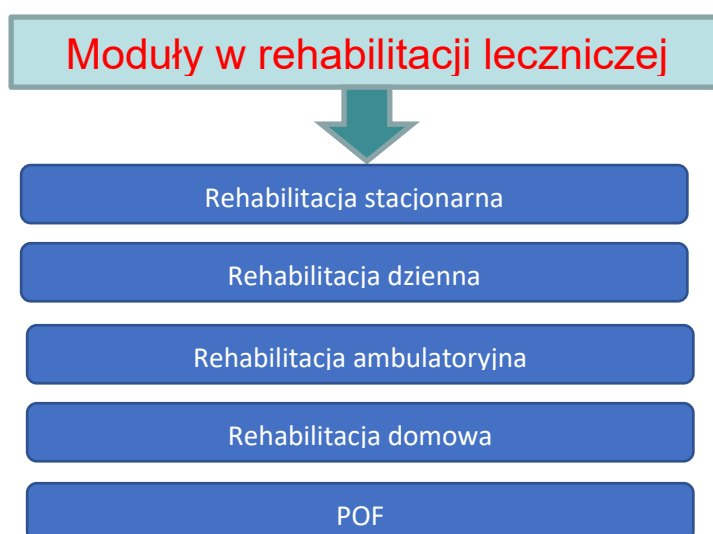 Moduły w rehabilitacji leczniczej
Rehabilitacja stacjonarna
Rehabilitacja dzienna
Rehabilitacja ambulatoryjna
Rehabilitacja domowa
POF